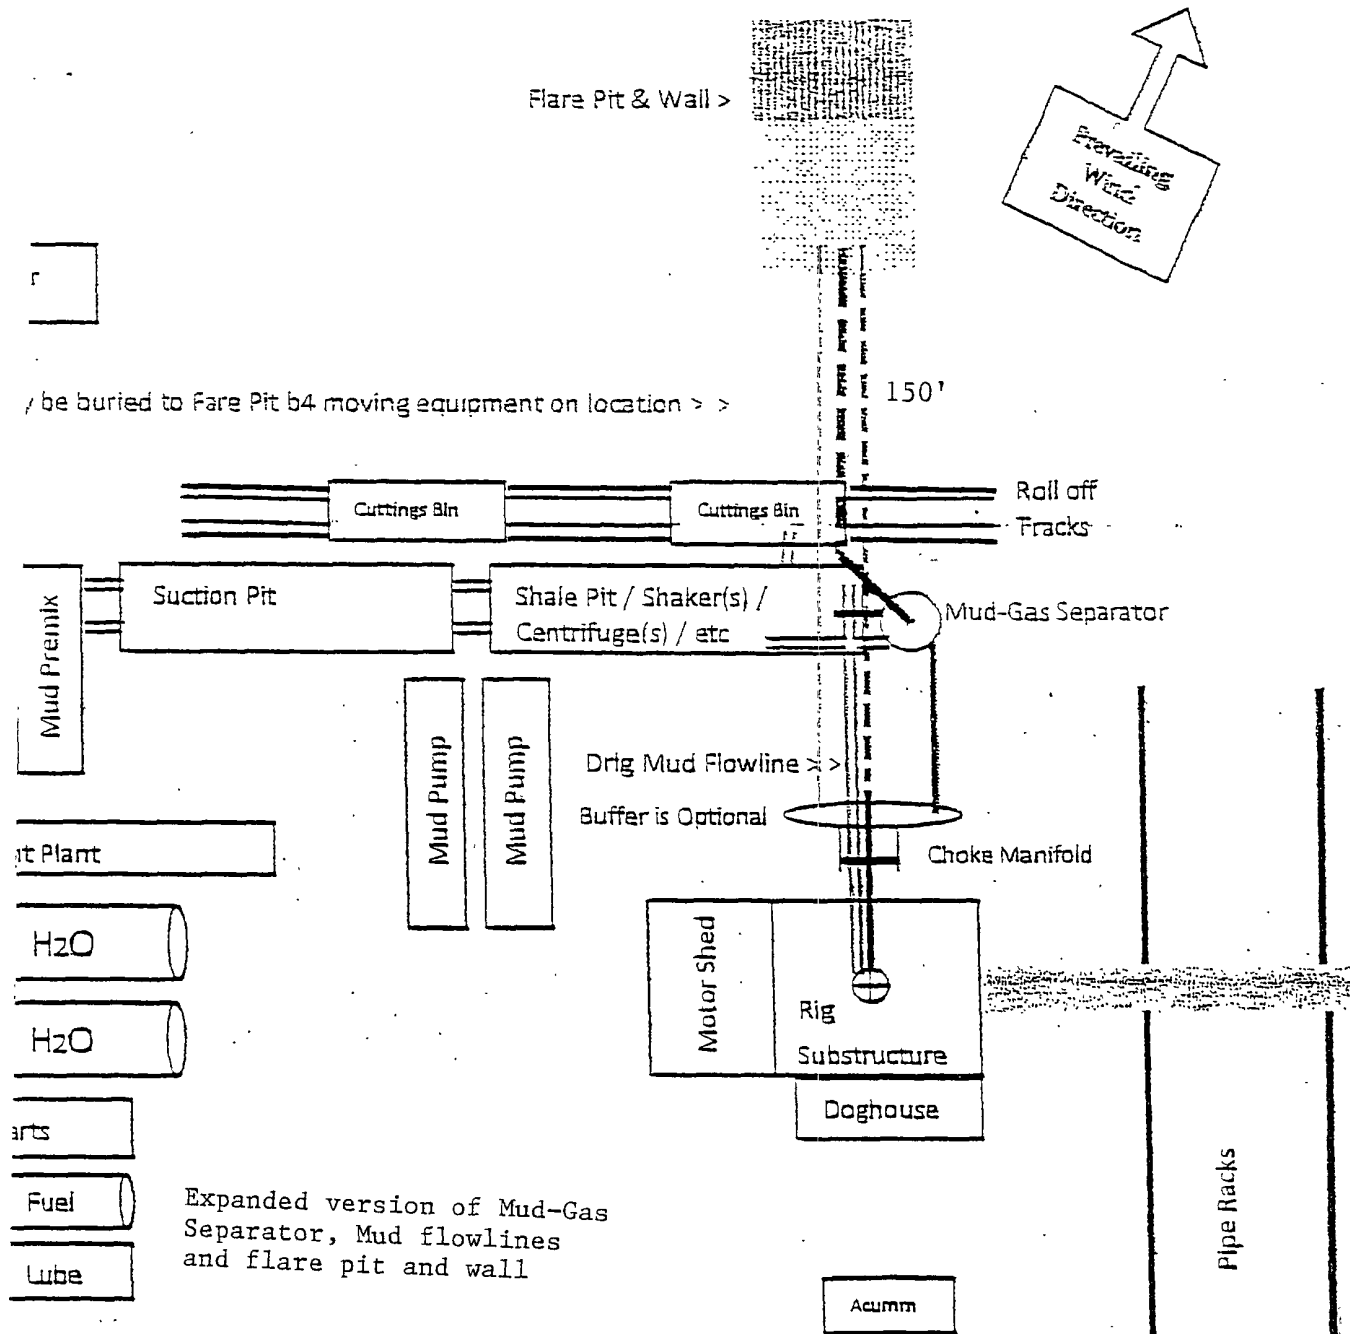 Flare Pit & Wall >
Prevailing
Wind
Direction
r
be buried to Fare Pit b4 moving equipment on location > >
150'
Roll off
Tracks
Cuttings Bin
Cuttings Bin
Suction Pit
Shale Pit / Shaker(s) /
Centrifuge(s) / etc
Mud-Gas Separator
Mud Premix
Mud Pump
Mud Pump
Drlg Mud Flowline > >
Buffer is Optional
Choke Manifold
Plant
H2O
H2O
Motor Shed
Rig
Substructure
Doghouse
arts
Fuel
Lube
Expanded version of Mud-Gas
Separator, Mud flowlines
and flare pit and wall
Pipe Racks
Acumm